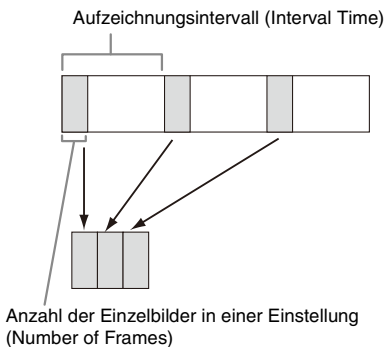 Aufzeichnungsintervall (Interval Time)
Anzahl der Einzelbilder in einer Einstellung
(Number of Frames)